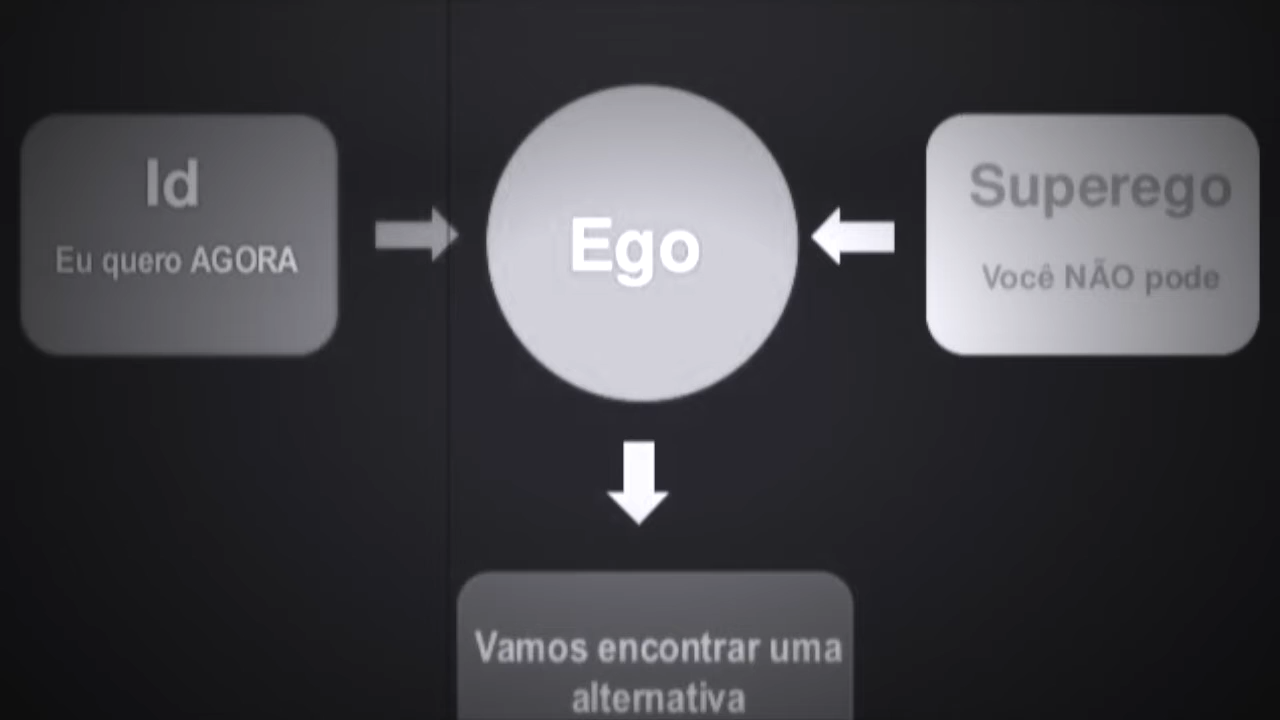 Id
Eu quero AGORA
Ego
Superego
Você NÃO pode
Vamos encontrar uma
alternativa